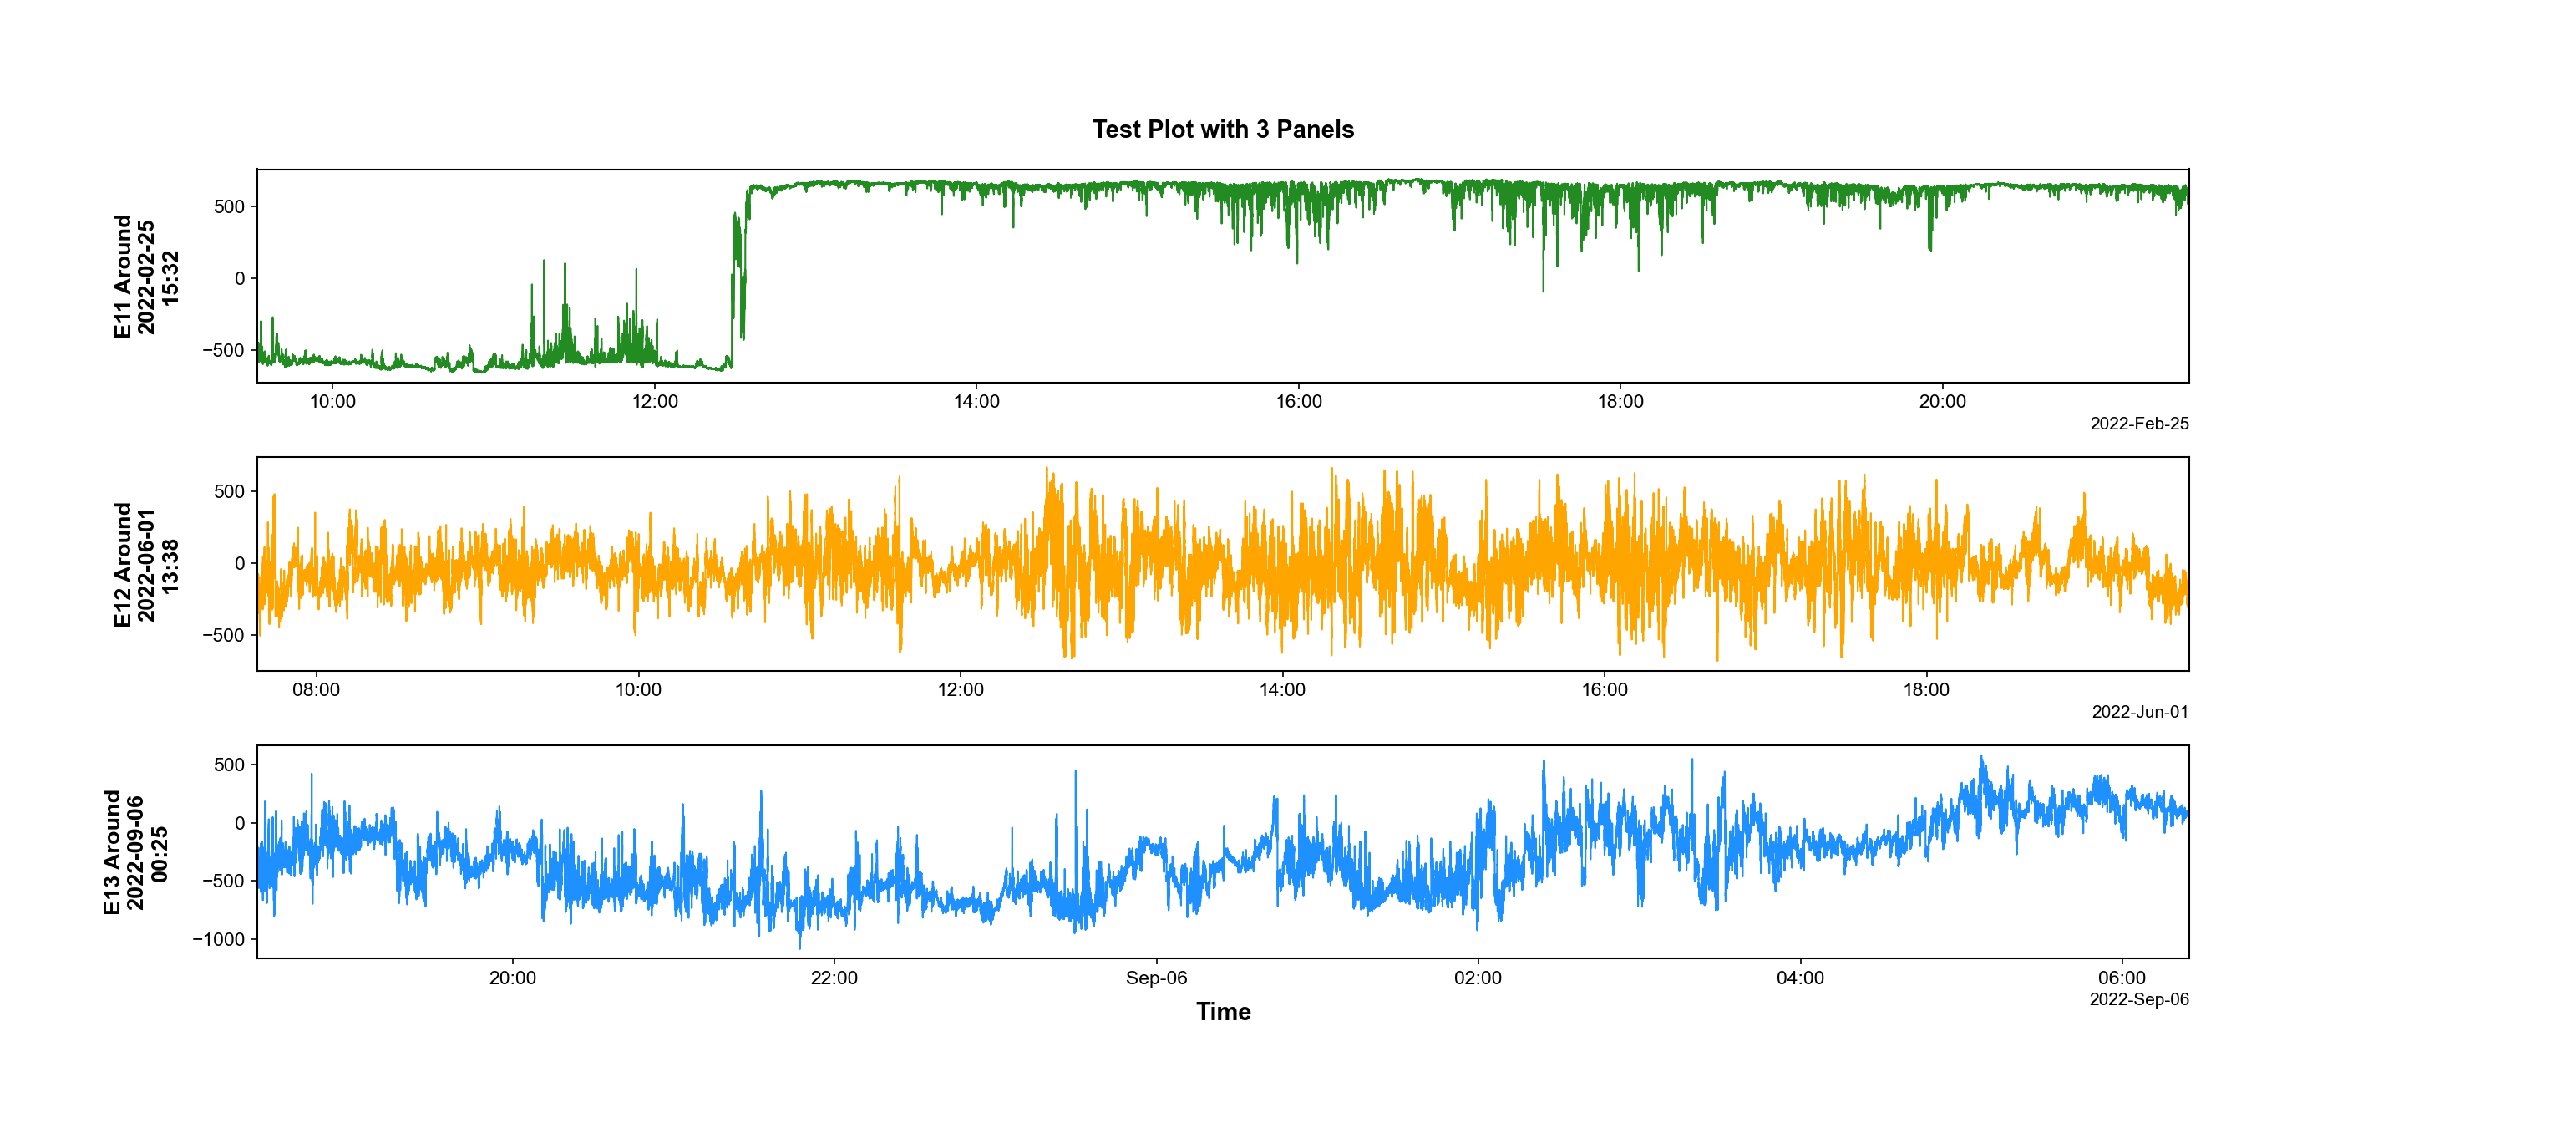 Test Plot with 3 Panels
E11 Around
2022-02-25
15:32
500
0
−500
10:00 12:00 14:00 16:00 18:00 20:00
2022-Feb-25
E12 Around
2022-06-01
13:38
500
0
−500
08:00 10:00 12:00 14:00 16:00 18:00
2022-Jun-01
E13 Around
2022-09-06
00:25
500
0
−500
−1000
20:00 22:00 Sep-06 02:00 04:00 06:00
2022-Sep-06
Time